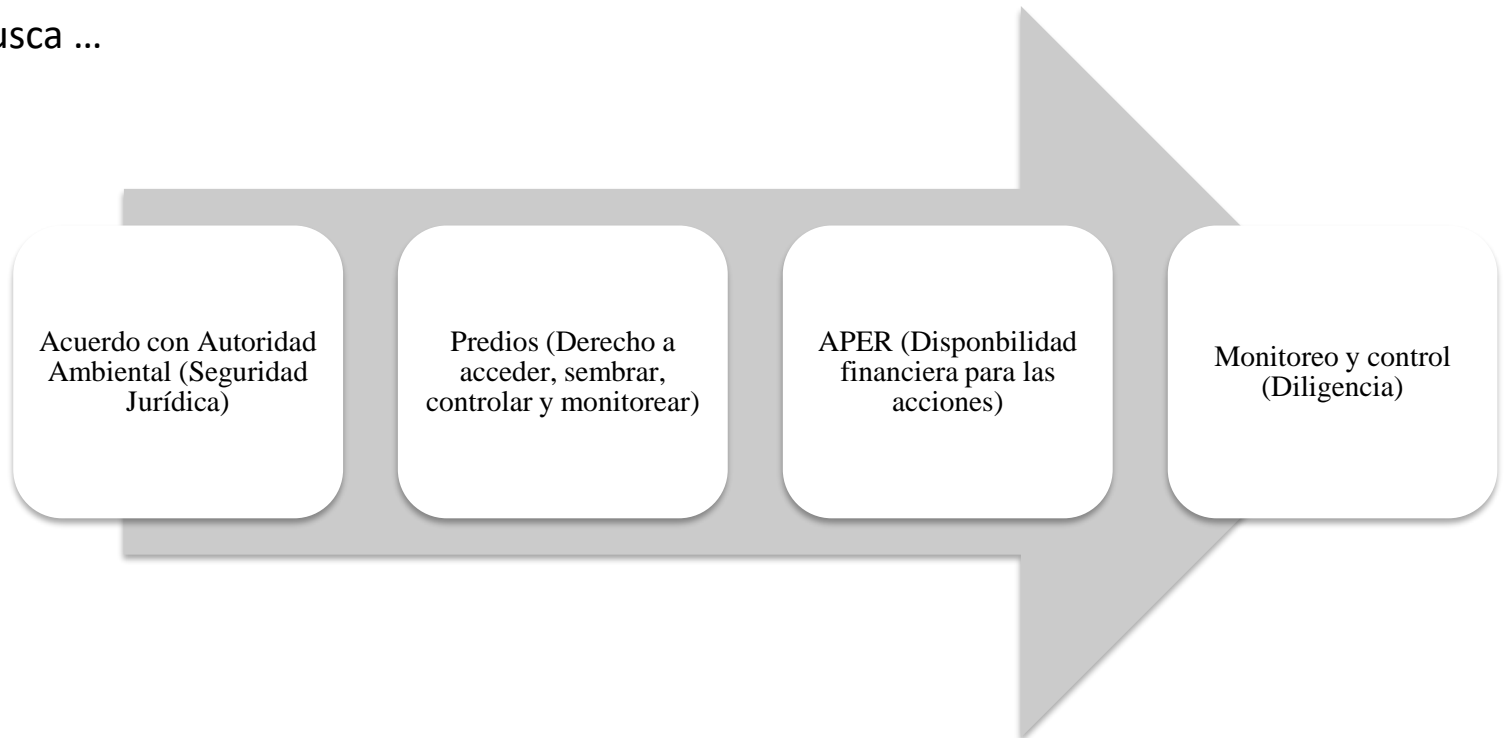 usca ...
Acuerdo con Autoridad
Ambiental (Seguridad
Jurídica)
Predios (Derecho a
acceder, sembrar,
controlar y monitorear)
APER (Disponbilidad
financiera para las
acciones)
Monitoreo y control
(Diligencia)